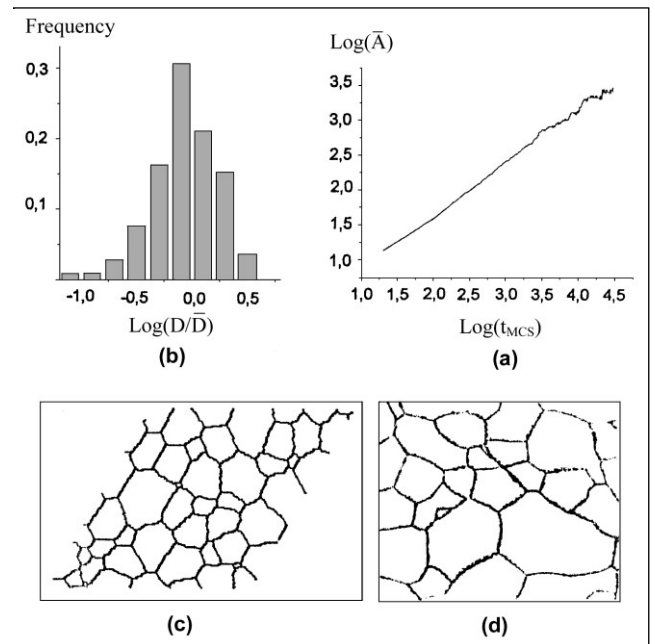 Frequency
0,3
0,2
0,1
-1,0 -0,5 0,0 0,5
Log(D/D̅)
(b)
Log(A̅)
3,5
3,0
2,5
2,0
1,5
1,0
1,0 1,5 2,0 2,5 3,0 3,5 4,0 4,5
Log(tMCS)
(a)
(c)
(d)